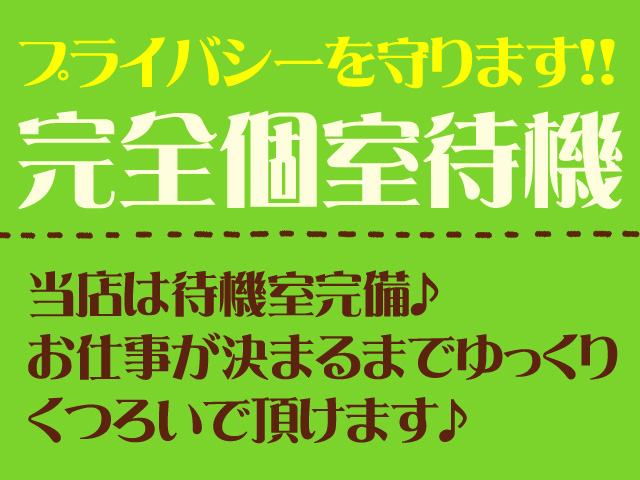 プライバシーを守ります!!
完全個室待機
当店は待機室完備♪
お仕事が決まるまでゆっくり
くつろいで頂けます♪